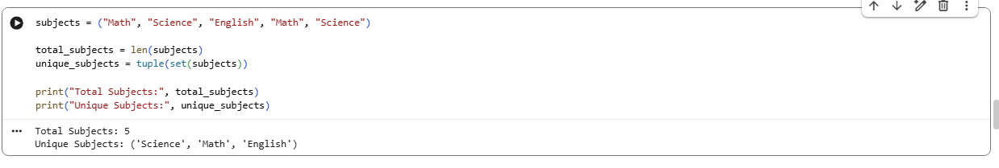 subjects = ("Math", "Science", "English", "Math", "Science")
total_subjects = len(subjects)
unique_subjects = tuple(set(subjects))
print("Total Subjects:", total_subjects)
print("Unique Subjects:", unique_subjects)
Total Subjects: 5
Unique Subjects: ('Science', 'Math', 'English')